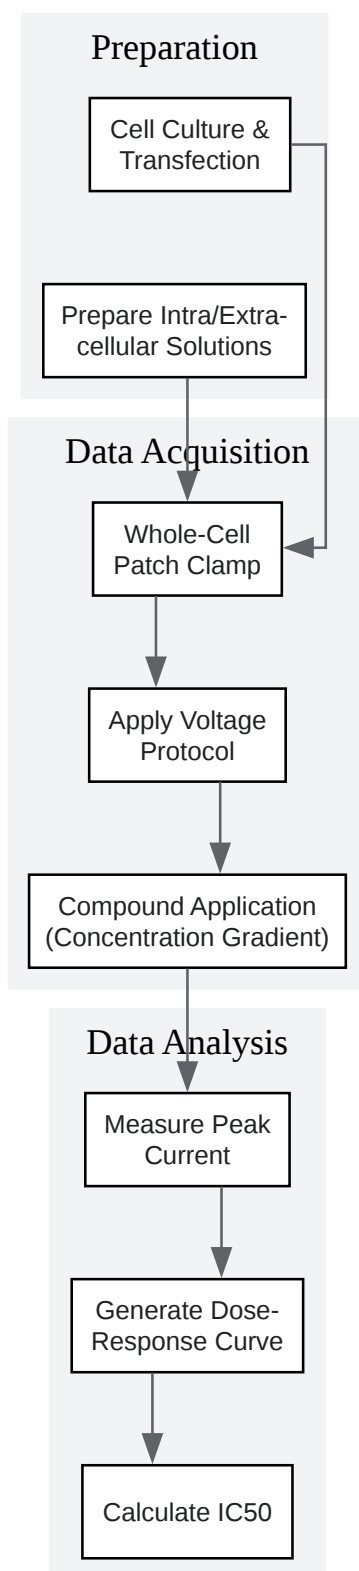 Preparation
Cell Culture &
Transfection
Prepare Intra/Extra-
cellular Solutions
Data Acquisition
Whole-Cell
Patch Clamp
Apply Voltage
Protocol
Compound Application
(Concentration Gradient)
Data Analysis
Measure Peak
Current
Generate Dose-
Response Curve
Calculate IC50